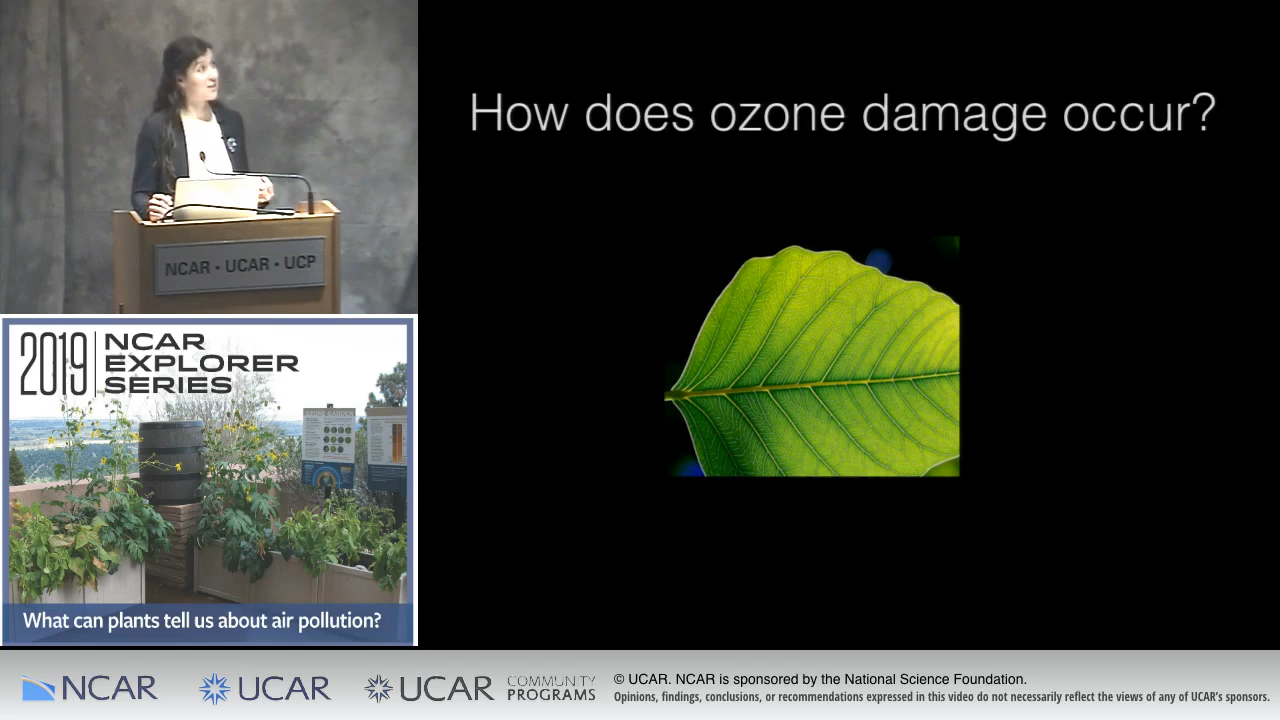 How does ozone damage occur?
NCAR • UCAR • UCP
2019 NCAR
EXPLORER
SERIES
OZONE GARDEN
What can plants tell us about air pollution?
NCAR
UCAR
UCAR COMMUNITY
PROGRAMS
© UCAR. NCAR is sponsored by the National Science Foundation.
Opinions, findings, conclusions, or recommendations expressed in this video do not necessarily reflect the views of any of UCAR's sponsors.